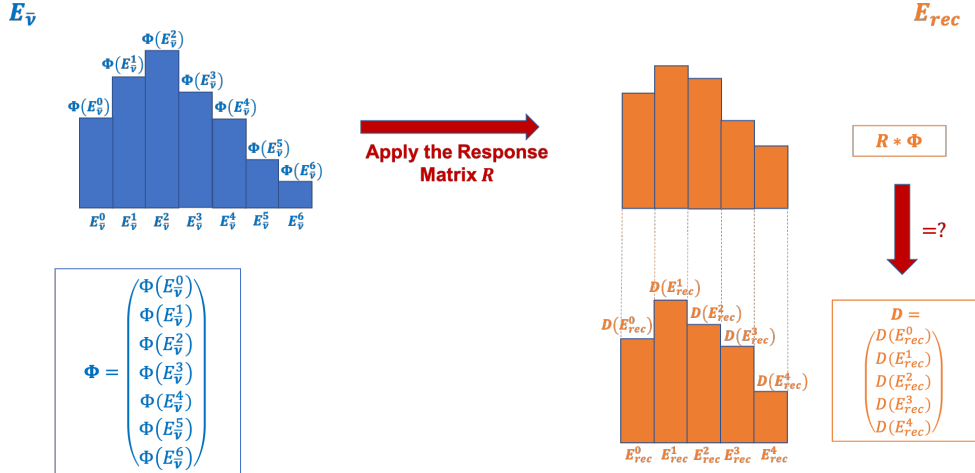 E_ν̄
E_rec
Φ(E_ν̄^0)
Φ(E_ν̄^1)
Φ(E_ν̄^2)
Φ(E_ν̄^3)
Φ(E_ν̄^4)
Φ(E_ν̄^5)
Φ(E_ν̄^6)
E_ν̄^0 E_ν̄^1 E_ν̄^2 E_ν̄^3 E_ν̄^4 E_ν̄^5 E_ν̄^6
Apply the Response
Matrix R
R * Φ
=?
Φ =
Φ(E_ν̄^0)
Φ(E_ν̄^1)
Φ(E_ν̄^2)
Φ(E_ν̄^3)
Φ(E_ν̄^4)
Φ(E_ν̄^5)
Φ(E_ν̄^6)
D(E_rec^0)
D(E_rec^1)
D(E_rec^2)
D(E_rec^3)
D(E_rec^4)
E_rec^0 E_rec^1 E_rec^2 E_rec^3 E_rec^4
D =
D(E_rec^0)
D(E_rec^1)
D(E_rec^2)
D(E_rec^3)
D(E_rec^4)